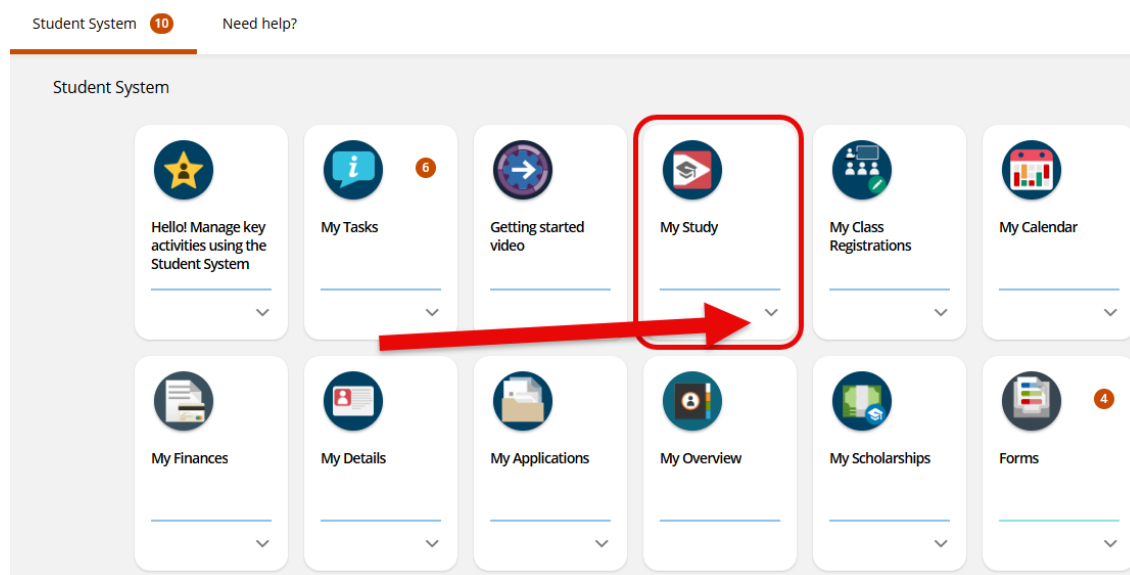 Student System 10 Need help?
Student System
6
Hello! Manage key
activities using the
Student System
My Tasks
Getting started
video
My Study
My Class
Registrations
My Calendar
4
My Finances
My Details
My Applications
My Overview
My Scholarships
Forms